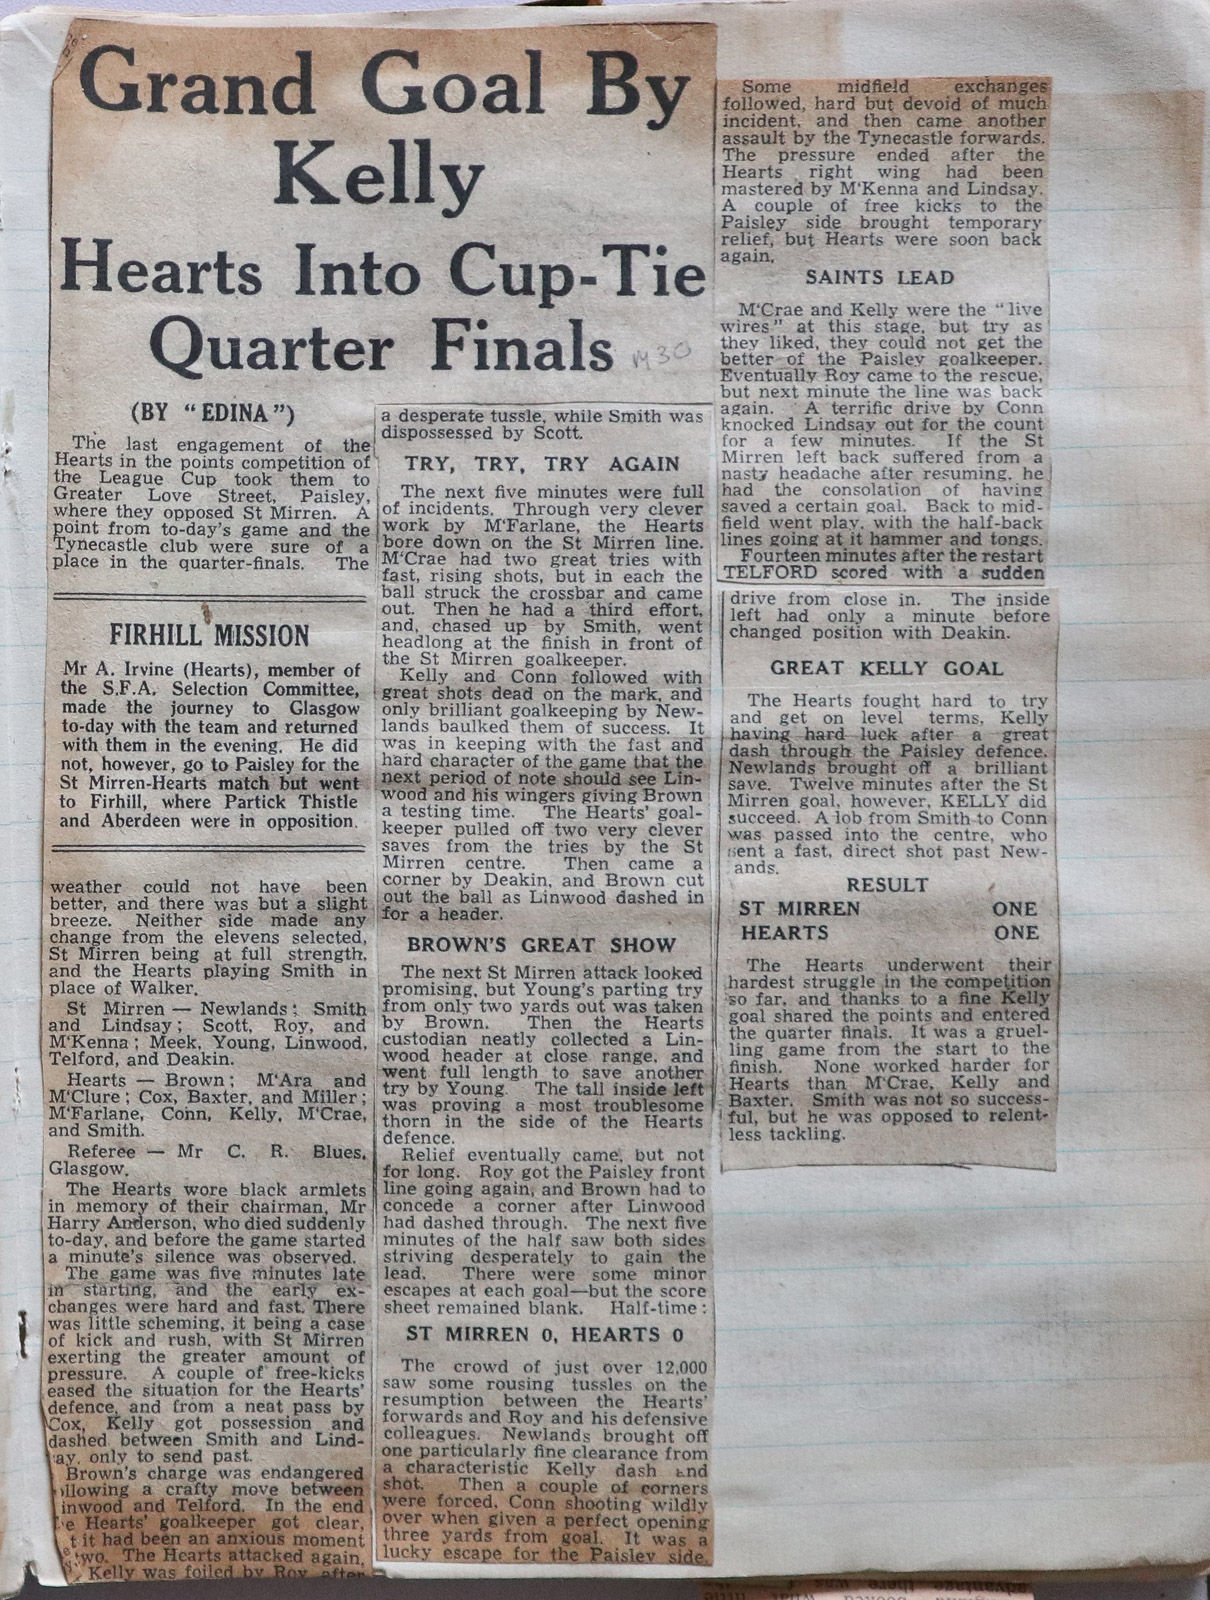 Grand Goal By
Kelly
Hearts Into Cup-Tie
Quarter Finals
M30
(BY "EDINA")
The last engagement of the
Hearts in the points competition of
the League Cup took them to
Greater Love Street, Paisley,
where they opposed St Mirren. A
point from to-day's game and the
Tynecastle club were sure of a
place in the quarter-finals. The
FIRHILL MISSION
Mr A. Irvine (Hearts), member of
the S.F.A. Selection Committee,
made the journey to Glasgow
to-day with the team and returned
with them in the evening. He did
not, however, go to Paisley for the
St Mirren-Hearts match but went
to Firhill, where Partick Thistle
and Aberdeen were in opposition.
weather could not have been
better, and there was but a slight
breeze. Neither side made any
change from the elevens selected,
St Mirren being at full strength,
and the Hearts playing Smith in
place of Walker.
St Mirren — Newlands; Smith
and Lindsay; Scott, Roy, and
M'Kenna; Meek, Young, Linwood,
Telford, and Deakin.
Hearts — Brown; M'Ara and
M'Clure; Cox, Baxter, and Miller;
M'Farlane, Conn, Kelly, M'Crae,
and Smith.
Referee — Mr C. R. Blues,
Glasgow.
The Hearts wore black armlets
in memory of their chairman, Mr
Harry Anderson, who died suddenly
to-day, and before the game started
a minute's silence was observed.
The game was five minutes late
in starting, and the early ex-
changes were hard and fast. There
was little scheming, it being a case
of kick and rush, with St Mirren
exerting the greater amount of
pressure. A couple of free-kicks
eased the situation for the Hearts'
defence, and from a neat pass by
Cox, Kelly got possession and
dashed between Smith and Lind-
ay, only to send past.
Brown's charge was endangered
ollowing a crafty move between
inwood and Telford. In the end
e Hearts' goalkeeper got clear,
t it had been an anxious moment
two. The Hearts attacked again,
Kelly was foiled by Roy after
a desperate tussle, while Smith was
dispossessed by Scott.
TRY, TRY, TRY AGAIN
The next five minutes were full
of incidents. Through very clever
work by M'Farlane, the Hearts
bore down on the St Mirren line.
M'Crae had two great tries with
fast, rising shots, but in each the
ball struck the crossbar and came
out. Then he had a third effort,
and, chased up by Smith, went
headlong at the finish in front of
the St Mirren goalkeeper.
Kelly and Conn followed with
great shots dead on the mark, and
only brilliant goalkeeping by New-
lands baulked them of success. It
was in keeping with the fast and
hard character of the game that the
next period of note should see Lin-
wood and his wingers giving Brown
a testing time. The Hearts' goal-
keeper pulled off two very clever
saves from the tries by the St
Mirren centre. Then came a
corner by Deakin, and Brown cut
out the ball as Linwood dashed in
for a header.
BROWN'S GREAT SHOW
The next St Mirren attack looked
promising, but Young's parting try
from only two yards out was taken
by Brown. Then the Hearts
custodian neatly collected a Lin-
wood header at close range, and
went full length to save another
try by Young. The tall inside left
was proving a most troublesome
thorn in the side of the Hearts
defence.
Relief eventually came, but not
for long. Roy got the Paisley front
line going again, and Brown had to
concede a corner after Linwood
had dashed through. The next five
minutes of the half saw both sides
striving desperately to gain the
lead. There were some minor
escapes at each goal—but the score
sheet remained blank. Half-time:
ST MIRREN 0, HEARTS 0
The crowd of just over 12,000
saw some rousing tussles on the
resumption between the Hearts'
forwards and Roy and his defensive
colleagues. Newlands brought off
one particularly fine clearance from
a characteristic Kelly dash and
shot. Then a couple of corners
were forced, Conn shooting wildly
over when given a perfect opening
three yards from goal. It was a
lucky escape for the Paisley side.
Some midfield exchanges
followed, hard but devoid of much
incident, and then came another
assault by the Tynecastle forwards.
The pressure ended after the
Hearts right wing had been
mastered by M'Kenna and Lindsay.
A couple of free kicks to the
Paisley side brought temporary
relief, but Hearts were soon back
again.
SAINTS LEAD
M'Crae and Kelly were the "live
wires" at this stage, but try as
they liked, they could not get the
better of the Paisley goalkeeper.
Eventually Roy came to the rescue,
but next minute the line was back
again. A terrific drive by Conn
knocked Lindsay out for the count
for a few minutes. If the St
Mirren left back suffered from a
nasty headache after resuming, he
had the consolation of having
saved a certain goal. Back to mid-
field went play, with the half-back
lines going at it hammer and tongs.
Fourteen minutes after the restart
TELFORD scored with a sudden
drive from close in. The inside
left had only a minute before
changed position with Deakin.
GREAT KELLY GOAL
The Hearts fought hard to try
and get on level terms, Kelly
having hard luck after a great
dash through the Paisley defence.
Newlands brought off a brilliant
save. Twelve minutes after the St
Mirren goal, however, KELLY did
succeed. A lob from Smith to Conn
was passed into the centre, who
sent a fast, direct shot past New-
ands.
RESULT
ST MIRREN ONE
HEARTS ONE
The Hearts underwent their
hardest struggle in the competition
so far, and thanks to a fine Kelly
goal shared the points and entered
the quarter finals. It was a gruel-
ling game from the start to the
finish. None worked harder for
Hearts than M'Crae, Kelly and
Baxter. Smith was not so success-
ful, but he was opposed to relent-
less tackling.